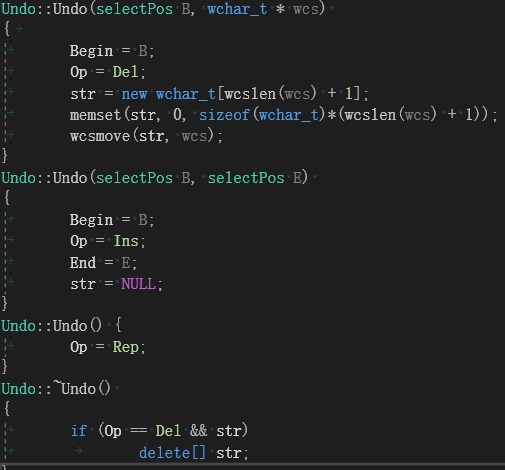 Undo::Undo(selectPos B, wchar_t * wcs)
{
Begin = B;
Op = Del;
str = new wchar_t[wcslen(wcs) + 1];
memset(str, 0, sizeof(wchar_t)*(wcslen(wcs) + 1));
wcsmove(str, wcs);
}
Undo::Undo(selectPos B, selectPos E)
{
Begin = B;
Op = Ins;
End = E;
str = NULL;
}
Undo::Undo() {
Op = Rep;
}
Undo::~Undo()
{
if (Op == Del && str)
delete[] str;